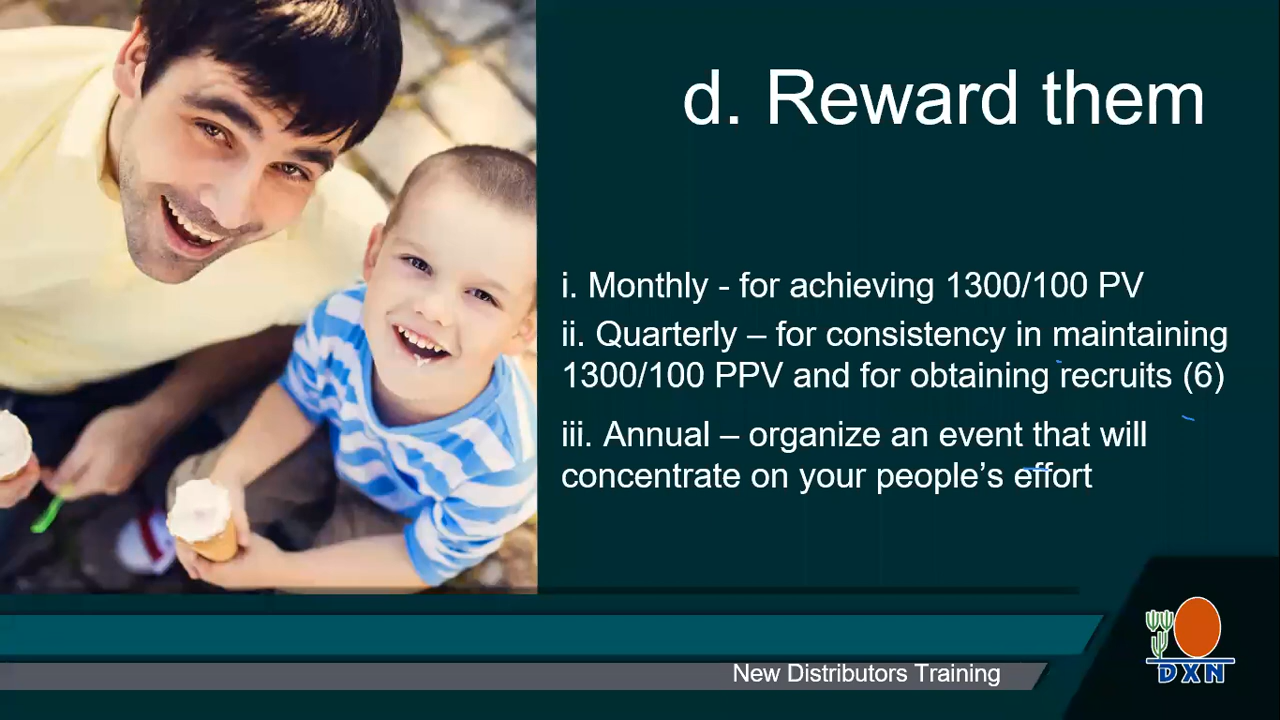 d. Reward them
i. Monthly - for achieving 1300/100 PV
ii. Quarterly – for consistency in maintaining
1300/100 PPV and for obtaining recruits (6)
iii. Annual – organize an event that will
concentrate on your people’s effort
New Distributors Training
DXN